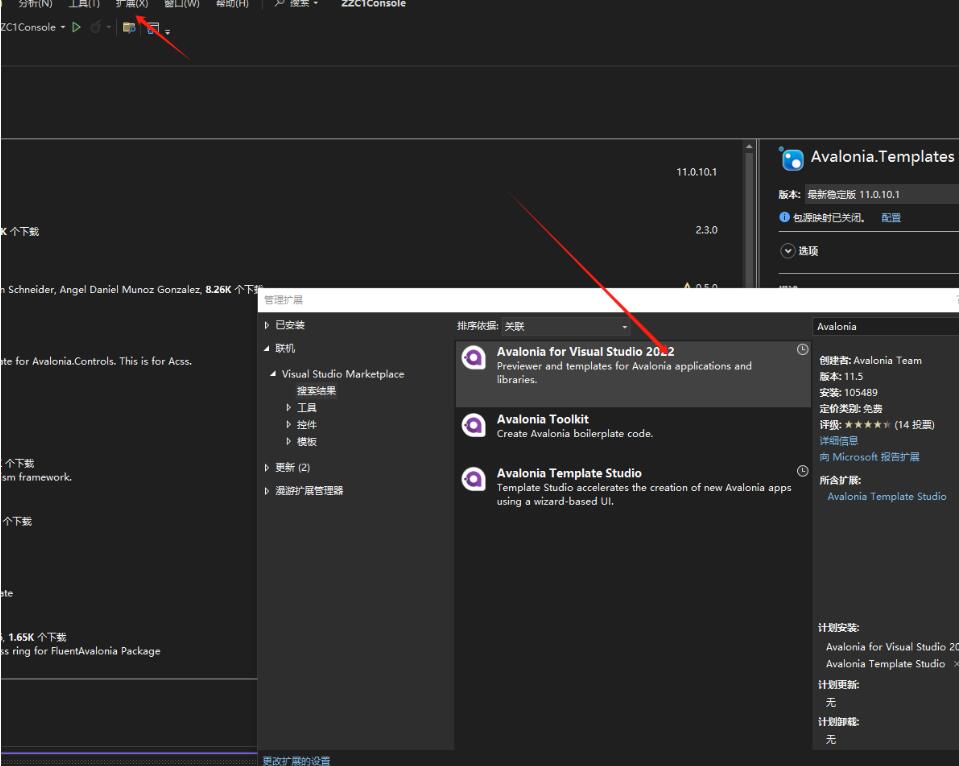 分析(N) 工具(T) 扩展(X) 窗口(W) 帮助(H) 搜索 ZZC1Console
ZC1Console
11.0.10.1
K 个下载
2.3.0
n Schneider, Angel Daniel Munoz Gonzalez, 8.26K 个下载
0.5.0
ate for Avalonia.Controls. This is for Acss.
个下载
sm framework.
个下载
ate
1.65K 个下载
ss ring for FluentAvalonia Package
Avalonia.Templates
版本: 最新稳定版 11.0.10.1
包源映射已关闭。 配置
选项
管理扩展
已安装
联机
Visual Studio Marketplace
搜索结果
工具
控件
模板
更新 (2)
漫游扩展管理器
排序依据: 关联
Avalonia for Visual Studio 2022
Previewer and templates for Avalonia applications and
libraries.
Avalonia Toolkit
Create Avalonia boilerplate code.
Avalonia Template Studio
Template Studio accelerates the creation of new Avalonia apps
using a wizard-based UI.
Avalonia
创建者: Avalonia Team
版本: 11.5
安装: 105489
定价类别: 免费
评级: (14 投票)
详细信息
向 Microsoft 报告扩展
所含扩展:
Avalonia Template Studio
计划安装:
Avalonia for Visual Studio 20
Avalonia Template Studio
计划更新:
无
计划卸载:
无
更改扩展的设置